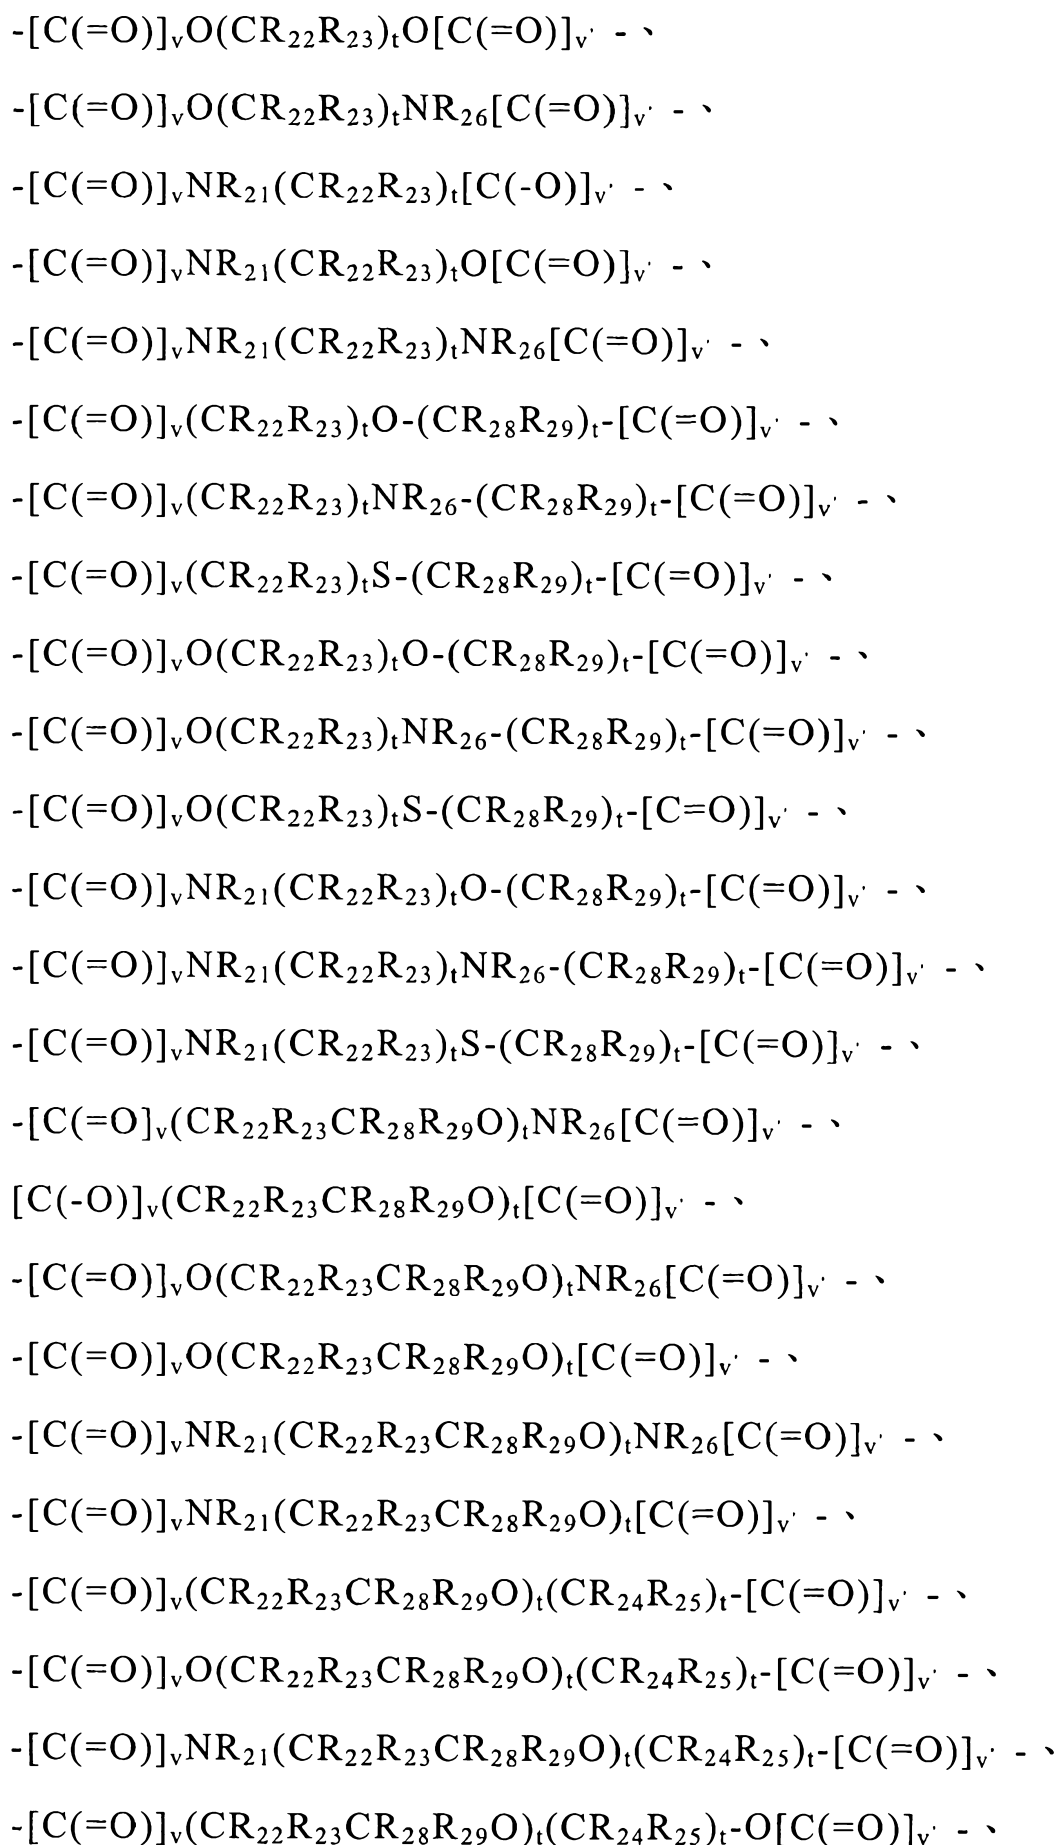 -[C(=O)]ᵥO(CR₂₂R₂₃)ₜO[C(=O)]ᵥ' - 、
-[C(=O)]ᵥO(CR₂₂R₂₃)ₜNR₂₆[C(=O)]ᵥ' - 、
-[C(=O)]ᵥNR₂₁(CR₂₂R₂₃)ₜ[C(-O)]ᵥ' - 、
-[C(=O)]ᵥNR₂₁(CR₂₂R₂₃)ₜO[C(=O)]ᵥ' - 、
-[C(=O)]ᵥNR₂₁(CR₂₂R₂₃)ₜNR₂₆[C(=O)]ᵥ' - 、
-[C(=O)]ᵥ(CR₂₂R₂₃)ₜO-(CR₂₈R₂₉)ₜ-[C(=O)]ᵥ' - 、
-[C(=O)]ᵥ(CR₂₂R₂₃)ₜNR₂₆-(CR₂₈R₂₉)ₜ-[C(=O)]ᵥ' - 、
-[C(=O)]ᵥ(CR₂₂R₂₃)ₜS-(CR₂₈R₂₉)ₜ-[C(=O)]ᵥ' - 、
-[C(=O)]ᵥO(CR₂₂R₂₃)ₜO-(CR₂₈R₂₉)ₜ-[C(=O)]ᵥ' - 、
-[C(=O)]ᵥO(CR₂₂R₂₃)ₜNR₂₆-(CR₂₈R₂₉)ₜ-[C(=O)]ᵥ' - 、
-[C(=O)]ᵥO(CR₂₂R₂₃)ₜS-(CR₂₈R₂₉)ₜ-[C=O)]ᵥ' - 、
-[C(=O)]ᵥNR₂₁(CR₂₂R₂₃)ₜO-(CR₂₈R₂₉)ₜ-[C(=O)]ᵥ' - 、
-[C(=O)]ᵥNR₂₁(CR₂₂R₂₃)ₜNR₂₆-(CR₂₈R₂₉)ₜ-[C(=O)]ᵥ' - 、
-[C(=O)]ᵥNR₂₁(CR₂₂R₂₃)ₜS-(CR₂₈R₂₉)ₜ-[C(=O)]ᵥ' - 、
-[C(=O]ᵥ(CR₂₂R₂₃CR₂₈R₂₉O)ₜNR₂₆[C(=O)]ᵥ' - 、
[C(-O)]ᵥ(CR₂₂R₂₃CR₂₈R₂₉O)ₜ[C(=O)]ᵥ' - 、
-[C(=O)]ᵥO(CR₂₂R₂₃CR₂₈R₂₉O)ₜNR₂₆[C(=O)]ᵥ' - 、
-[C(=O)]ᵥO(CR₂₂R₂₃CR₂₈R₂₉O)ₜ[C(=O)]ᵥ' - 、
-[C(=O)]ᵥNR₂₁(CR₂₂R₂₃CR₂₈R₂₉O)ₜNR₂₆[C(=O)]ᵥ' - 、
-[C(=O)]ᵥNR₂₁(CR₂₂R₂₃CR₂₈R₂₉O)ₜ[C(=O)]ᵥ' - 、
-[C(=O)]ᵥ(CR₂₂R₂₃CR₂₈R₂₉O)ₜ(CR₂₄R₂₅)ₜ-[C(=O)]ᵥ' - 、
-[C(=O)]ᵥO(CR₂₂R₂₃CR₂₈R₂₉O)ₜ(CR₂₄R₂₅)ₜ-[C(=O)]ᵥ' - 、
-[C(=O)]ᵥNR₂₁(CR₂₂R₂₃CR₂₈R₂₉O)ₜ(CR₂₄R₂₅)ₜ-[C(=O)]ᵥ' - 、
-[C(=O)]ᵥ(CR₂₂R₂₃CR₂₈R₂₉O)ₜ(CR₂₄R₂₅)ₜ-O[C(=O)]ᵥ' - 、